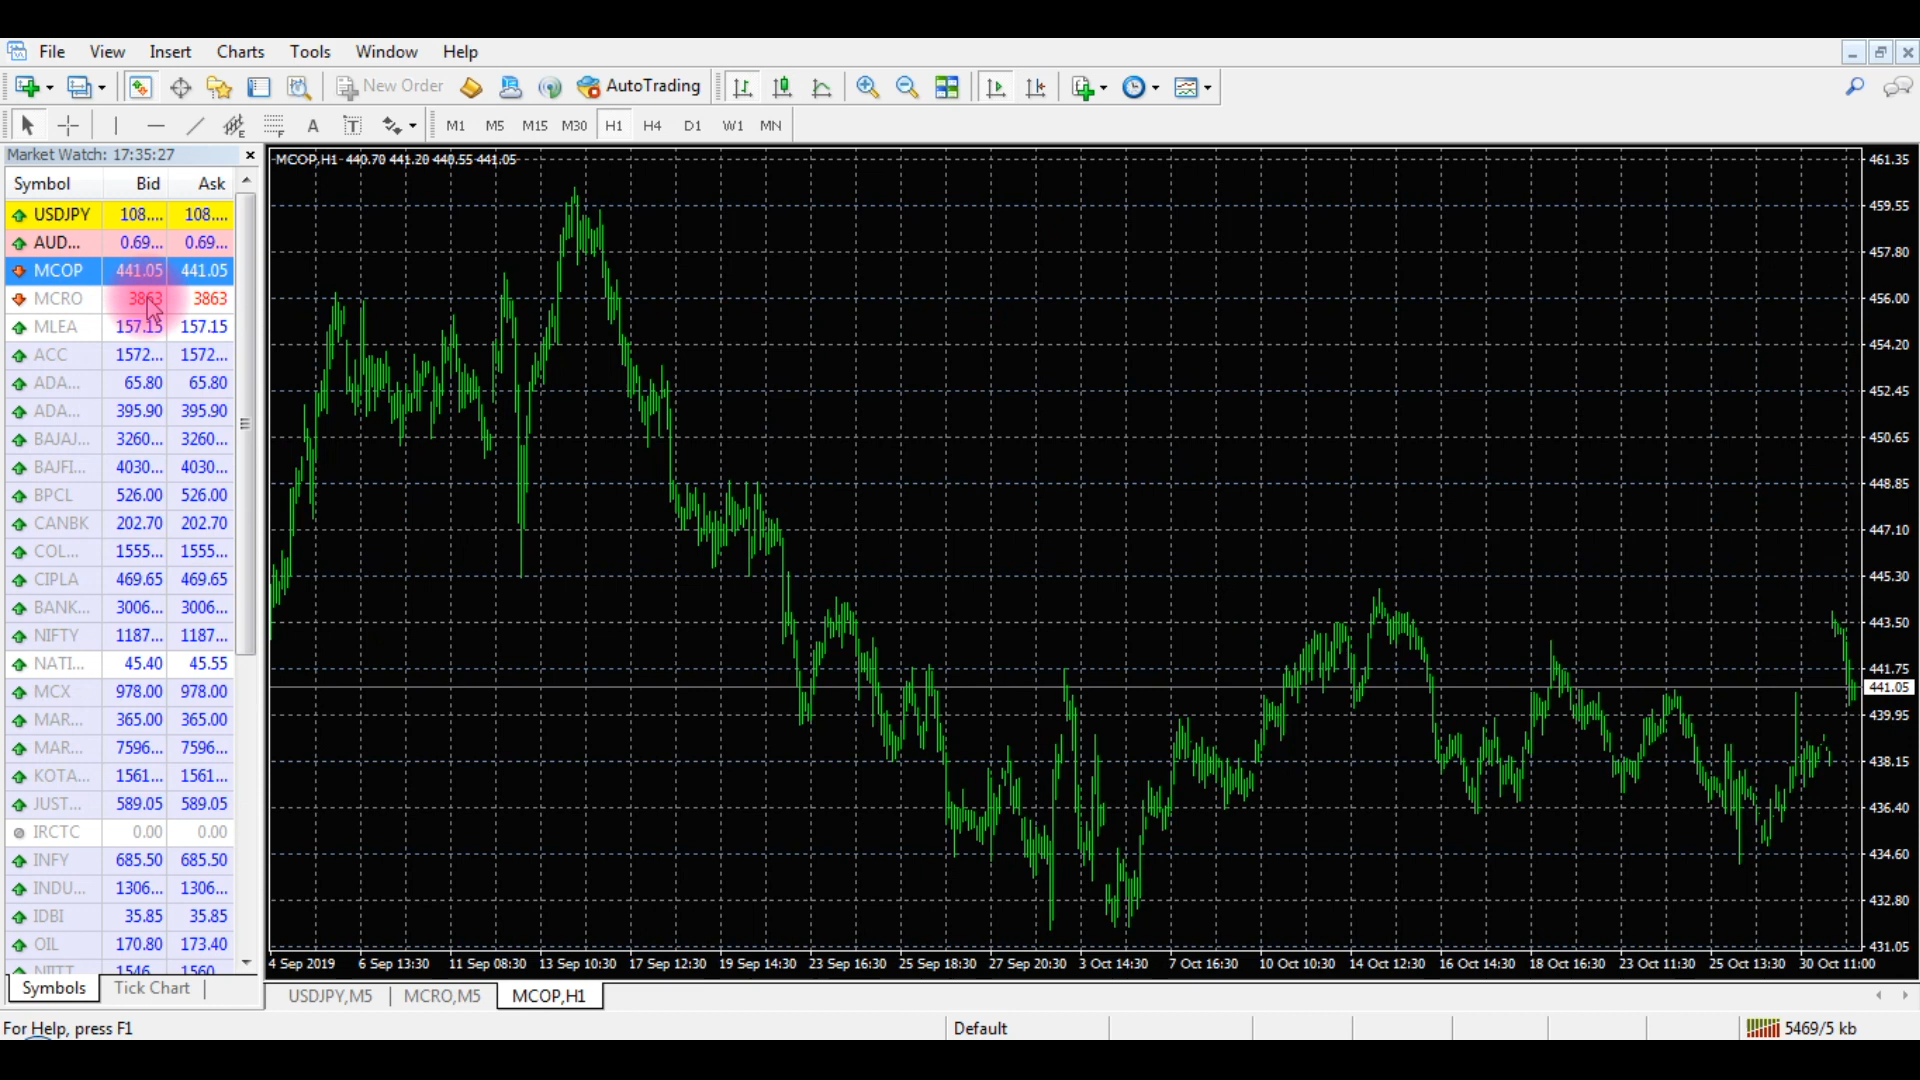 File View Insert Charts Tools Window Help
New Order AutoTrading
A T E F M1 M5 M15 M30 H1 H4 D1 W1 MN
Market Watch: 17:35:27
Symbol Bid Ask
USDJPY 108.... 108....
AUD... 0.69... 0.69...
MCOP 441.05 441.05
MCRO 3863 3863
MLEA 157.15 157.15
ACC 1572... 1572...
ADA... 65.80 65.80
ADA... 395.90 395.90
BAJAJ... 3260... 3260...
BAJFI... 4030... 4030...
BPCL 526.00 526.00
CANBK 202.70 202.70
COL... 1555... 1555...
CIPLA 469.65 469.65
BANK... 3006... 3006...
NIFTY 1187... 1187...
NATI... 45.40 45.55
MCX 978.00 978.00
MAR... 365.00 365.00
MAR... 7596... 7596...
KOTA... 1561... 1561...
JUST... 589.05 589.05
IRCTC 0.00 0.00
INFY 685.50 685.50
INDU... 1306... 1306...
IDBI 35.85 35.85
OIL 170.80 173.40
NIITT 1546 1560
Symbols Tick Chart
MCOP,H1 440.70 441.20 440.55 441.05
461.35
459.55
457.80
456.00
454.20
452.45
450.65
448.85
447.10
445.30
443.50
441.75
441.05
439.95
438.15
436.40
434.60
432.80
431.05
4 Sep 2019 6 Sep 13:30 11 Sep 08:30 13 Sep 10:30 17 Sep 12:30 19 Sep 14:30 23 Sep 16:30 25 Sep 18:30 27 Sep 20:30 3 Oct 14:30 7 Oct 16:30 10 Oct 10:30 14 Oct 12:30 16 Oct 14:30 18 Oct 16:30 23 Oct 11:30 25 Oct 13:30 30 Oct 11:00
USDJPY,M5 MCRO,M5 MCOP,H1
For Help, press F1 Default 5469/5 kb